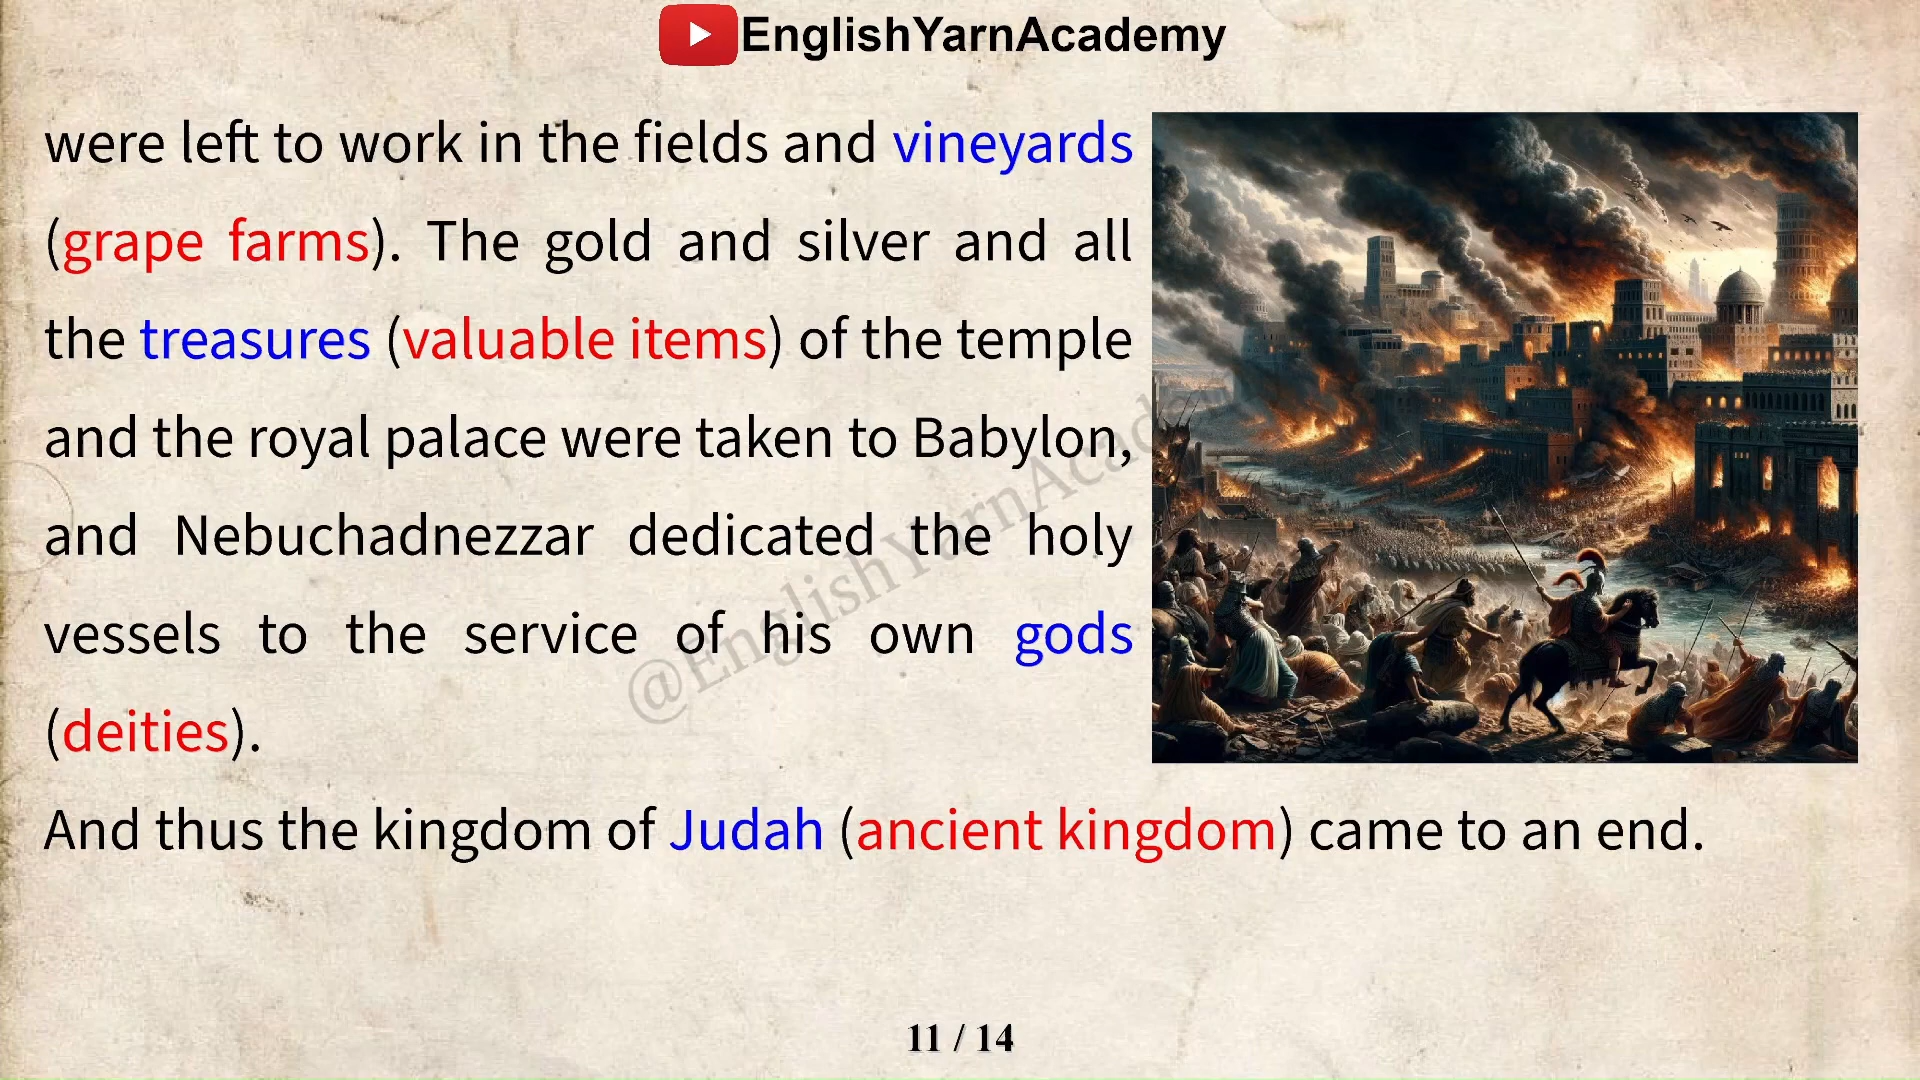 EnglishYarnAcademy
were left to work in the fields and vineyards
(grape farms). The gold and silver and all
the treasures (valuable items) of the temple
and the royal palace were taken to Babylon,
and Nebuchadnezzar dedicated the holy
vessels to the service of his own gods
(deities).
And thus the kingdom of Judah (ancient kingdom) came to an end.
@EnglishYarnAcad
11 / 14